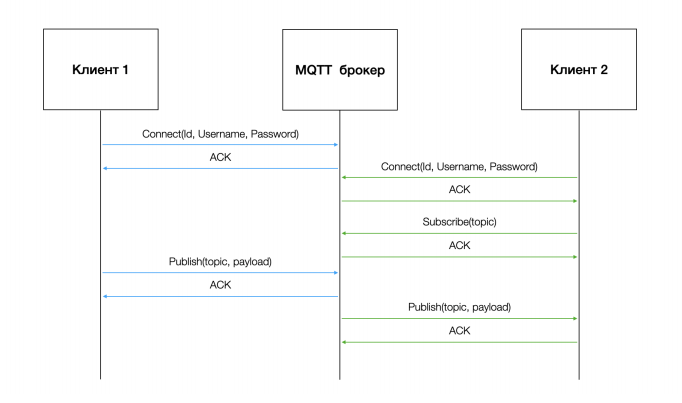 Клиент 1
MQTT брокер
Клиент 2
Connect(Id, Username, Password)
ACK
Connect(Id, Username, Password)
ACK
Subscribe(topic)
ACK
Publish(topic, payload)
ACK
Publish(topic, payload)
ACK